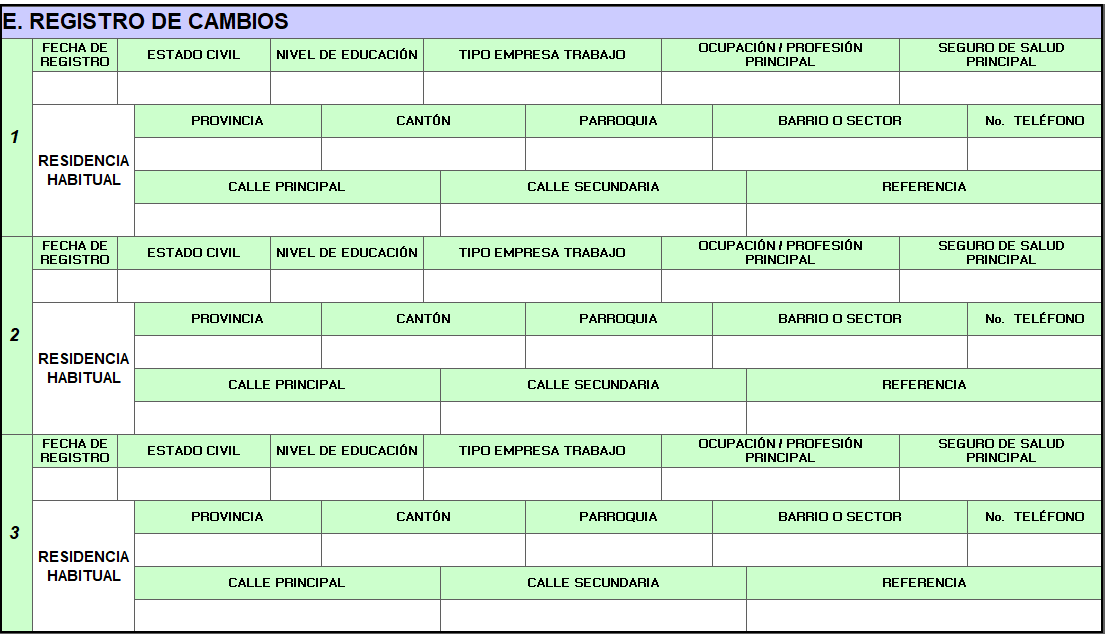 E. REGISTRO DE CAMBIOS
1
FECHA DE REGISTRO ESTADO CIVIL NIVEL DE EDUCACIÓN TIPO EMPRESA TRABAJO OCUPACIÓN / PROFESIÓN PRINCIPAL SEGURO DE SALUD PRINCIPAL
RESIDENCIA HABITUAL
PROVINCIA CANTÓN PARROQUIA BARRIO O SECTOR No. TELÉFONO
CALLE PRINCIPAL CALLE SECUNDARIA REFERENCIA
2
FECHA DE REGISTRO ESTADO CIVIL NIVEL DE EDUCACIÓN TIPO EMPRESA TRABAJO OCUPACIÓN / PROFESIÓN PRINCIPAL SEGURO DE SALUD PRINCIPAL
RESIDENCIA HABITUAL
PROVINCIA CANTÓN PARROQUIA BARRIO O SECTOR No. TELÉFONO
CALLE PRINCIPAL CALLE SECUNDARIA REFERENCIA
3
FECHA DE REGISTRO ESTADO CIVIL NIVEL DE EDUCACIÓN TIPO EMPRESA TRABAJO OCUPACIÓN / PROFESIÓN PRINCIPAL SEGURO DE SALUD PRINCIPAL
RESIDENCIA HABITUAL
PROVINCIA CANTÓN PARROQUIA BARRIO O SECTOR No. TELÉFONO
CALLE PRINCIPAL CALLE SECUNDARIA REFERENCIA